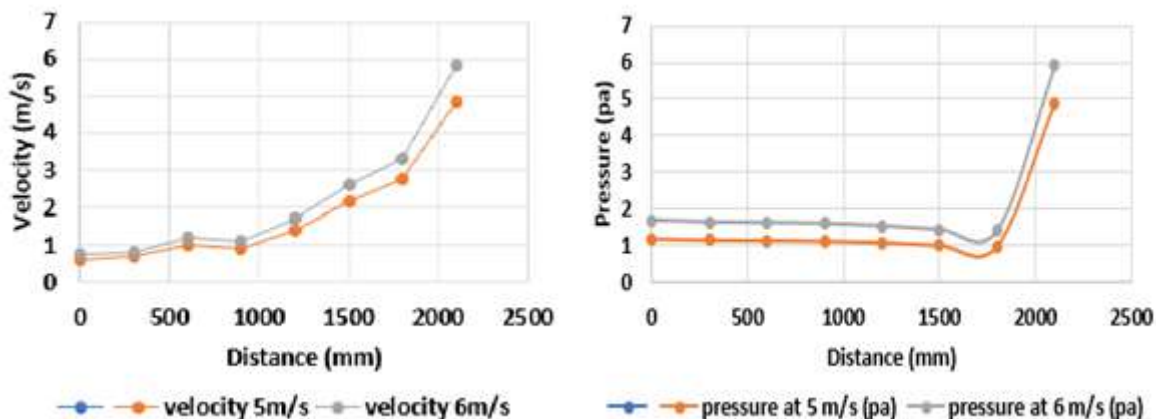 Velocity (m/s)
7
6
5
4
3
2
1
0
0 500 1000 1500 2000 2500
Distance (mm)
velocity 5m/s velocity 6m/s
Pressure (pa)
7
6
5
4
3
2
1
0
0 500 1000 1500 2000 2500
Distance (mm)
pressure at 5 m/s (pa) pressure at 6 m/s (pa)